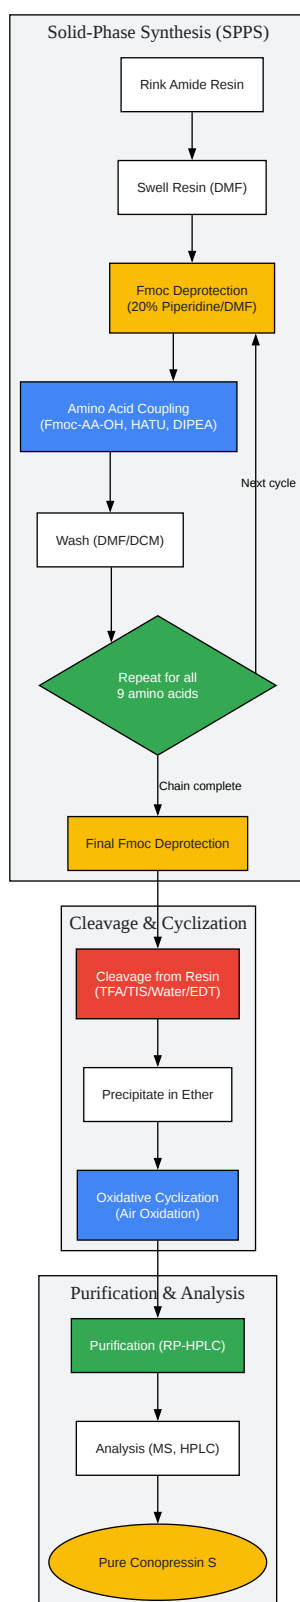 Solid-Phase Synthesis (SPPS)
Rink Amide Resin
Swell Resin (DMF)
Fmoc Deprotection
(20% Piperidine/DMF)
Amino Acid Coupling
(Fmoc-AA-OH, HATU, DIPEA)
Next cycle
Wash (DMF/DCM)
Repeat for all
9 amino acids
Chain complete
Final Fmoc Deprotection
Cleavage & Cyclization
Cleavage from Resin
(TFA/TIS/Water/EDT)
Precipitate in Ether
Oxidative Cyclization
(Air Oxidation)
Purification & Analysis
Purification (RP-HPLC)
Analysis (MS, HPLC)
Pure Conopressin S